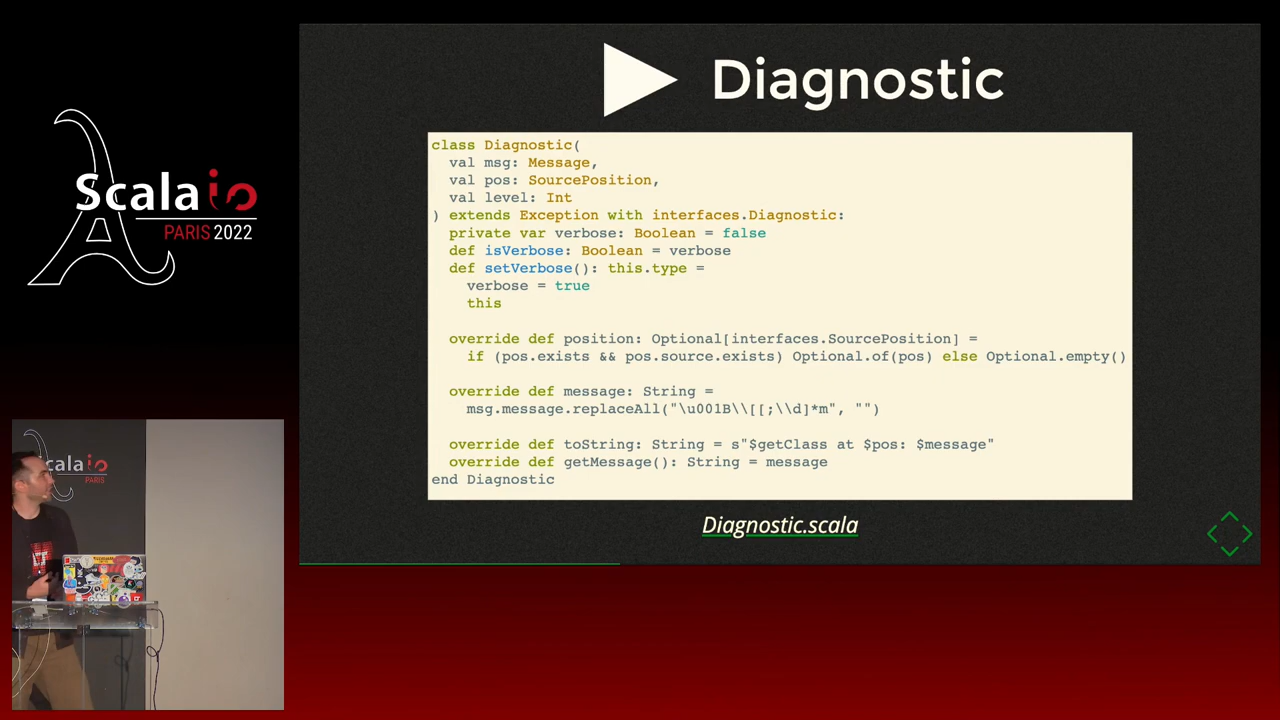 Scala io
PARIS 2022
Diagnostic
class Diagnostic(
  val msg: Message,
  val pos: SourcePosition,
  val level: Int
) extends Exception with interfaces.Diagnostic:
  private var verbose: Boolean = false
  def isVerbose: Boolean = verbose
  def setVerbose(): this.type =
    verbose = true
    this
  override def position: Optional[interfaces.SourcePosition] =
    if (pos.exists && pos.source.exists) Optional.of(pos) else Optional.empty()
  override def message: String =
    msg.message.replaceAll("\u001B\\[[;\\d]*m", "")
  override def toString: String = s"$getClass at $pos: $message"
  override def getMessage(): String = message
end Diagnostic
Diagnostic.scala
cala io
PARIS